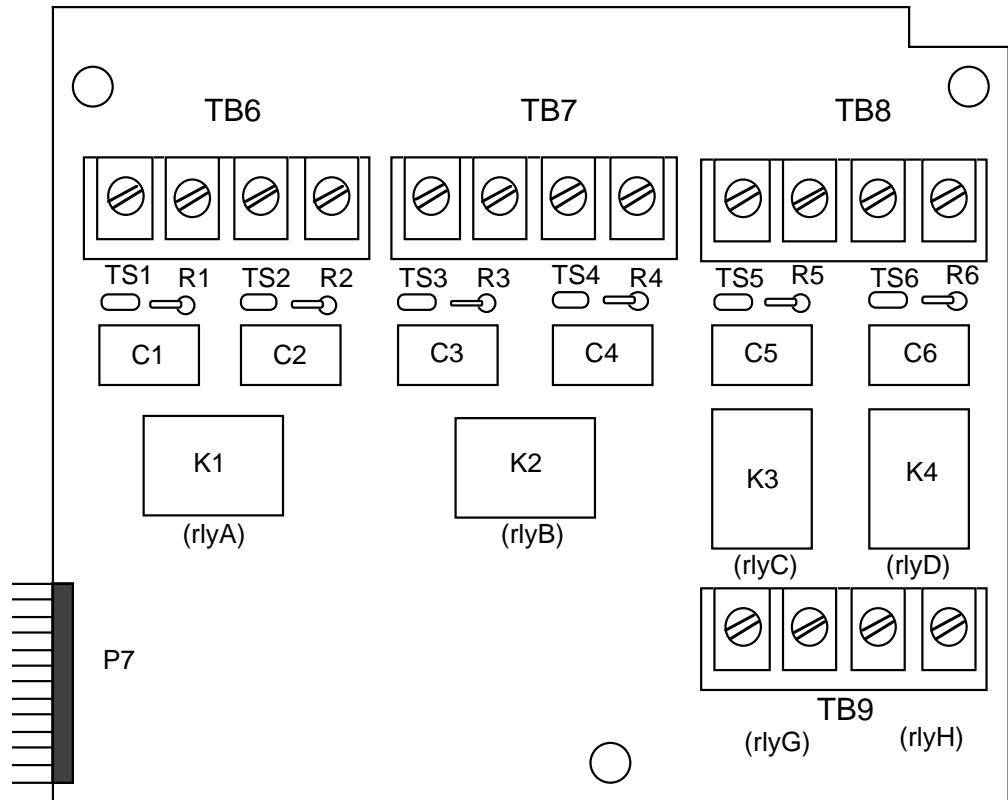 TB6 TB7 TB8
TS1 R1 TS2 R2 TS3 R3 TS4 R4 TS5 R5 TS6 R6
C1 C2 C3 C4 C5 C6
K1 K2 K3 K4
(rlyA) (rlyB) (rlyC) (rlyD)
P7
TB9
(rlyG) (rlyH)